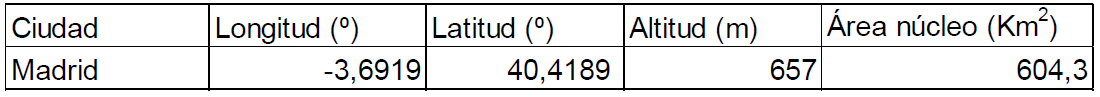 Ciudad Longitud (º) Latitud (º) Altitud (m) Área núcleo (Km²)
Madrid -3,6919 40,4189 657 604,3